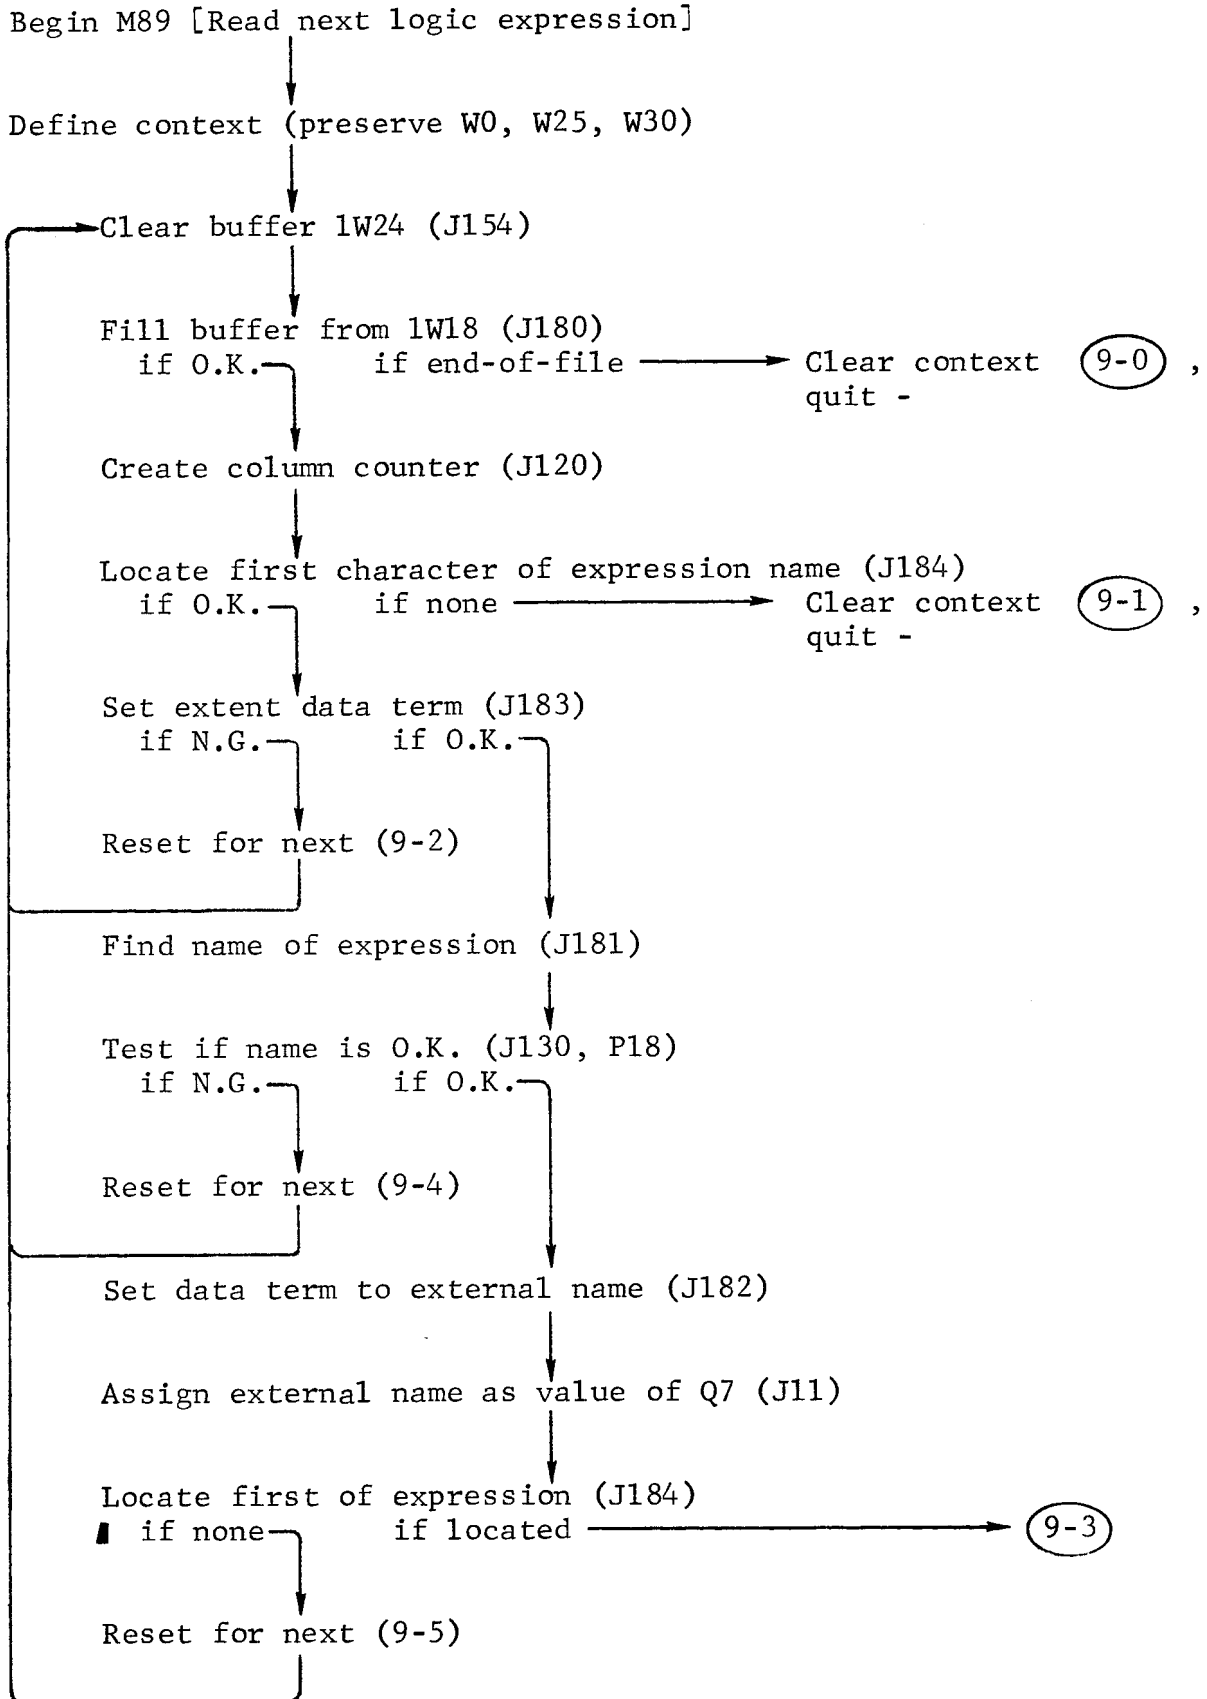 Begin M89 [Read next logic expression]
Define context (preserve W0, W25, W30)
Clear buffer 1W24 (J154)
Fill buffer from 1W18 (J180)
if O.K. if end-of-file Clear context 9-0 ,
quit -
Create column counter (J120)
Locate first character of expression name (J184)
if O.K. if none Clear context 9-1 ,
quit -
Set extent data term (J183)
if N.G. if O.K.
Reset for next (9-2)
Find name of expression (J181)
Test if name is O.K. (J130, P18)
if N.G. if O.K.
Reset for next (9-4)
Set data term to external name (J182)
Assign external name as value of Q7 (J11)
Locate first of expression (J184)
if none if located 9-3
Reset for next (9-5)